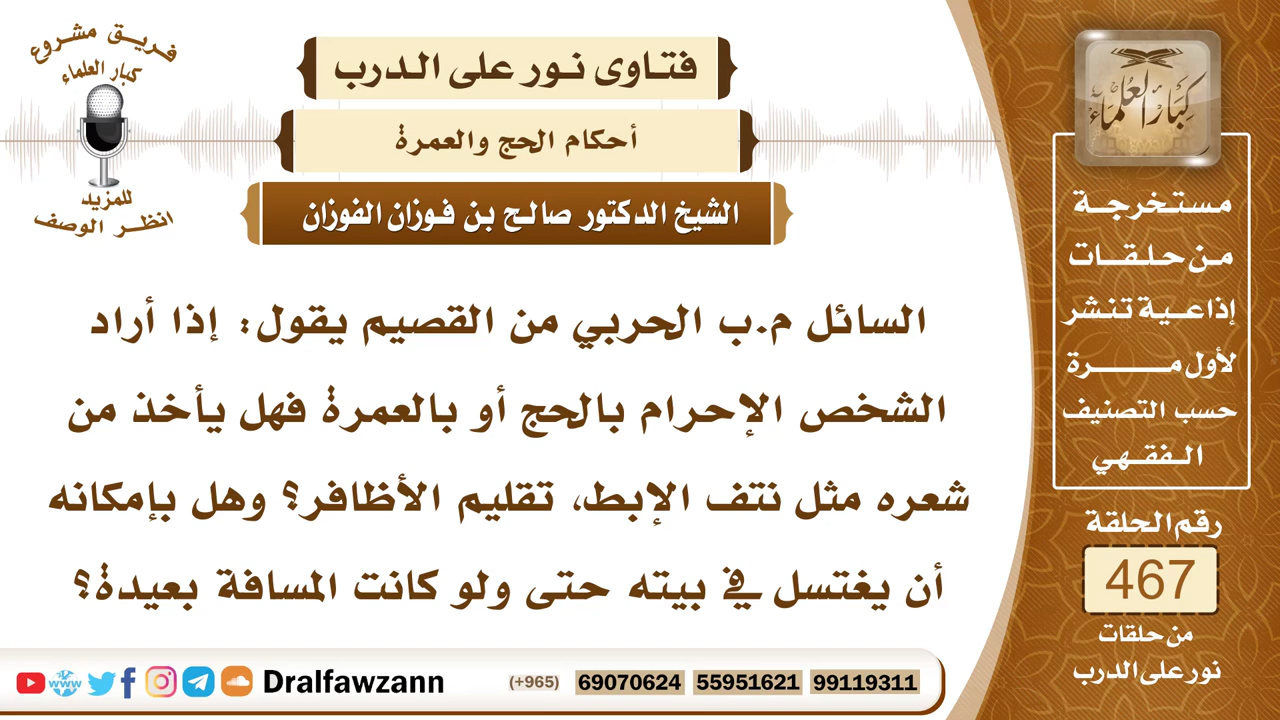 فريق مشروع
كبار العلماء
للمزيد
انظر الوصف
فتاوى نور على الدرب
أحكام الحج والعمرة
الشيخ الدكتور صالح بن فوزان الفوزان
السائل م.ب الحربي من القصيم يقول: إذا أراد
الشخص الإحرام بالحج أو بالعمرة فهل يأخذ من
شعره مثل نتف الإبط، تقليم الأظافر؟ وهل بإمكانه
أن يغتسل في بيته حتى ولو كانت المسافة بعيدة؟
كبار العلماء
مستخرجة
من حلقات
إذاعية تنشر
لأول مرة
حسب التصنيف
الفقهي
رقم الحلقة
467
من حلقات
نور على الدرب
www Dralfawzann (+965) 69070624 55951621 99119311